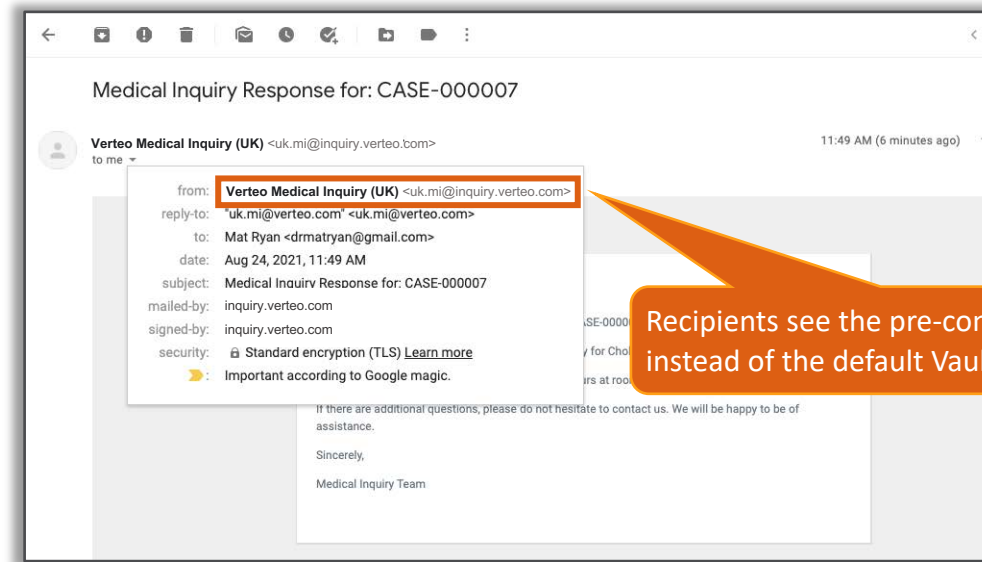 Medical Inquiry Response for: CASE-000007
Verteo Medical Inquiry (UK) <uk.mi@inquiry.verteo.com>
11:49 AM (6 minutes ago)
to me
from: Verteo Medical Inquiry (UK) <uk.mi@inquiry.verteo.com>
reply-to: "uk.mi@verteo.com" <uk.mi@verteo.com>
to: Mat Ryan <drmatryan@gmail.com>
date: Aug 24, 2021, 11:49 AM
subject: Medical Inquiry Response for: CASE-000007
mailed-by: inquiry.verteo.com
signed-by: inquiry.verteo.com
security: Standard encryption (TLS) Learn more
: Important according to Google magic.
Recipients see the
instead of the default
for
at
If there are additional questions, please do not hesitate to contact us. We will be happy to be of
assistance.
Sincerely,
Medical Inquiry Team